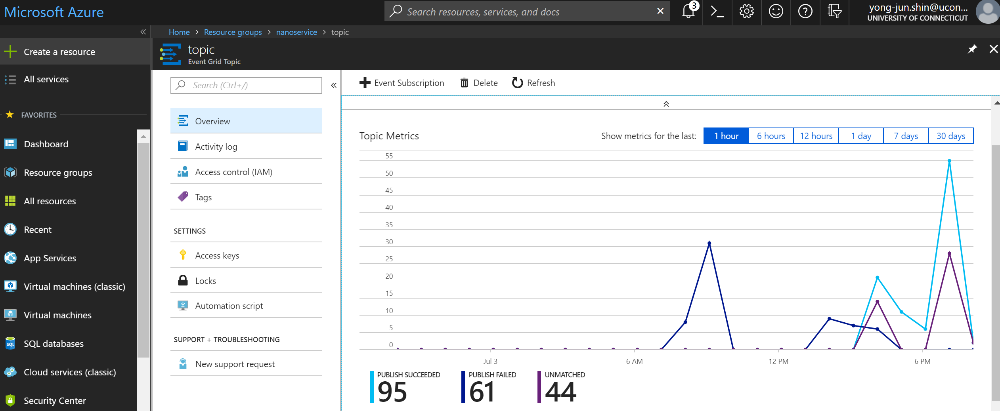 Microsoft Azure
Search resources, services, and docs
3
yong-jun.shin@ucon...
UNIVERSITY OF CONNECTICUT
Home > Resource groups > nanoservice > topic
Create a resource
All services
FAVORITES
Dashboard
Resource groups
All resources
Recent
App Services
Virtual machines (classic)
Virtual machines
SQL
SQL databases
Cloud services (classic)
Security Center
topic
Event Grid Topic
Search (Ctrl+/)
Overview
Activity log
Access control (IAM)
Tags
SETTINGS
Access keys
Locks
Automation script
SUPPORT + TROUBLESHOOTING
New support request
Event Subscription
Delete
Refresh
Topic Metrics
Show metrics for the last:
1 hour
6 hours
12 hours
1 day
7 days
30 days
55
50
45
40
35
30
25
20
15
10
5
0
Jul 3
6 AM
12 PM
6 PM
PUBLISH SUCCEEDED
95
PUBLISH FAILED
61
UNMATCHED
44